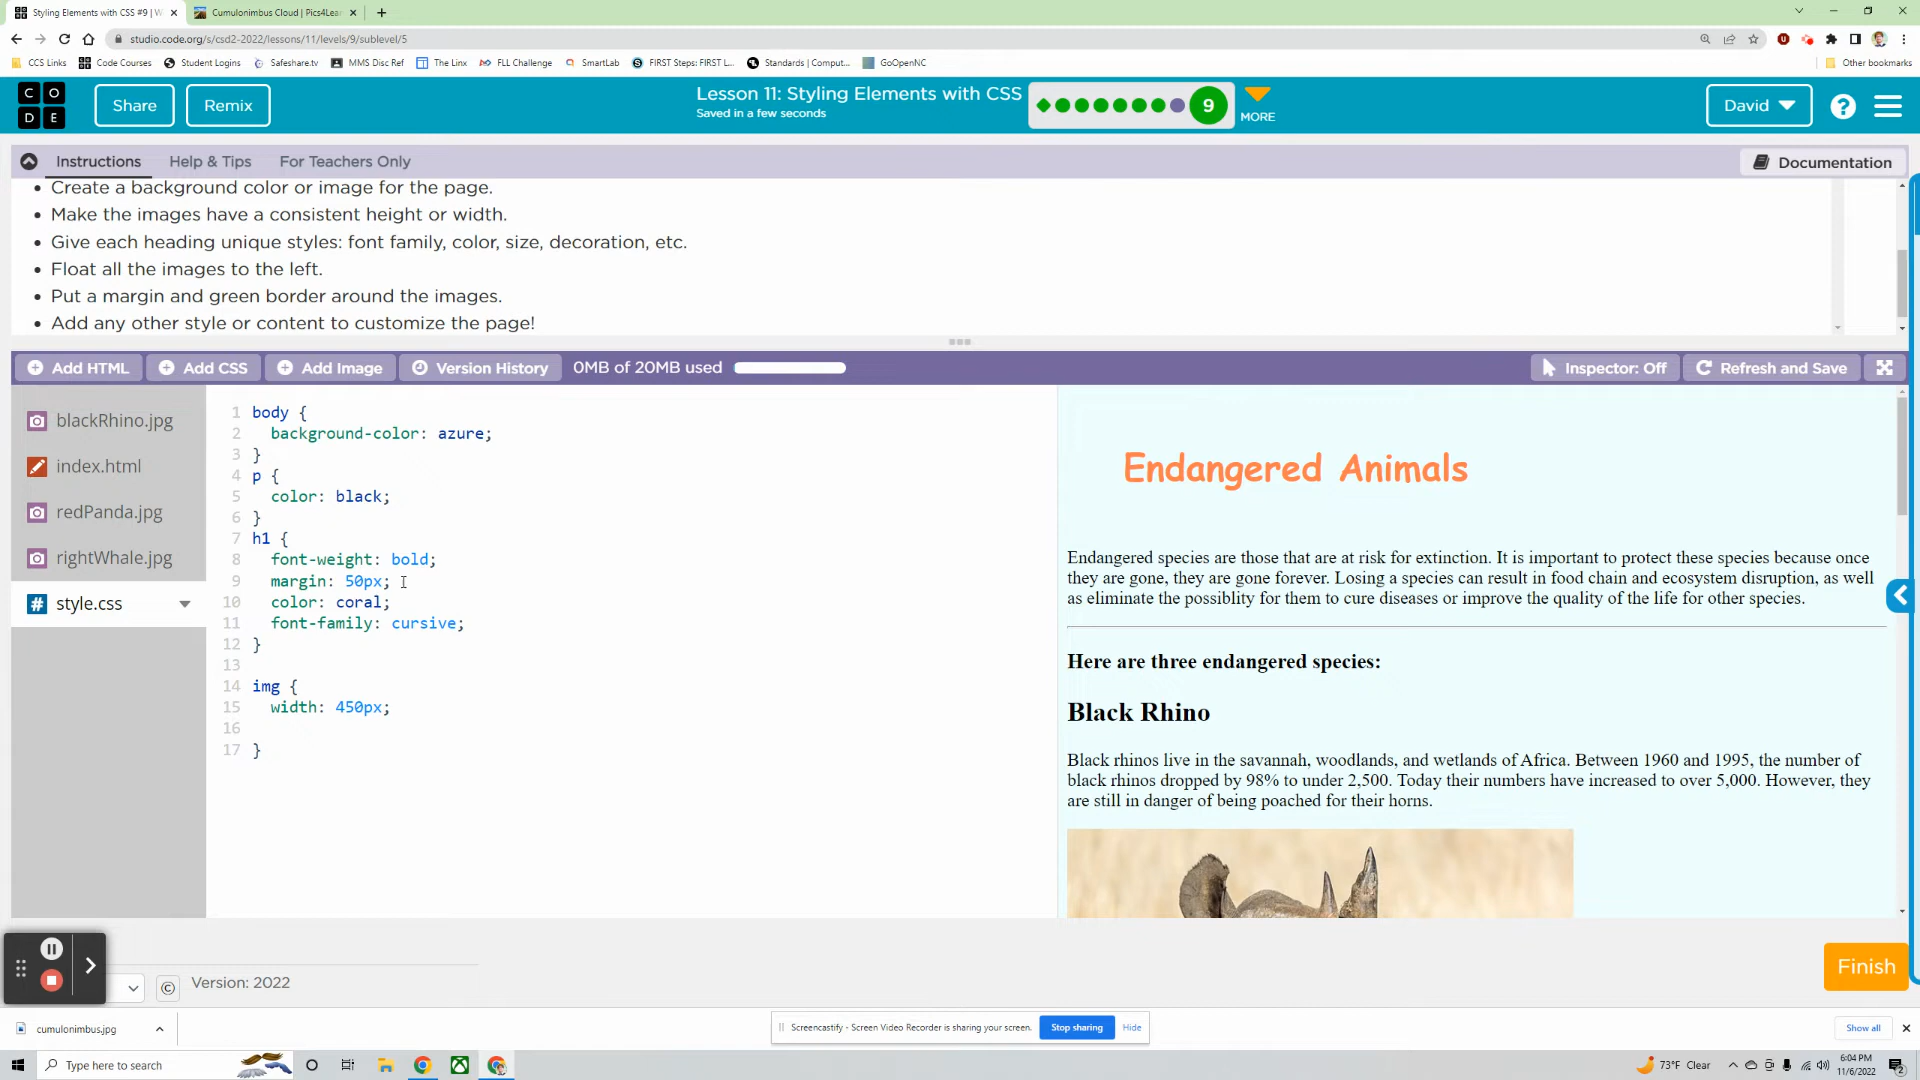 Styling Elements with CSS #9 | W
Cumulonimbus Cloud | Pics4Lear
studio.code.org/s/csd2-2022/lessons/11/levels/9/sublevel/5
CCS Links
Code Courses
Student Logins
Safeshare.tv
MMS Disc Ref
The Linx
FLL Challenge
SmartLab
FIRST Steps: FIRST L...
Standards | Comput...
GoOpenNC
Other bookmarks
CODE
Share
Remix
Lesson 11: Styling Elements with CSS
Saved in a few seconds
9
MORE
David
?
Instructions
Help & Tips
For Teachers Only
Documentation
• Create a background color or image for the page.
• Make the images have a consistent height or width.
• Give each heading unique styles: font family, color, size, decoration, etc.
• Float all the images to the left.
• Put a margin and green border around the images.
• Add any other style or content to customize the page!
Add HTML
Add CSS
Add Image
Version History
0MB of 20MB used
Inspector: Off
Refresh and Save
blackRhino.jpg
index.html
redPanda.jpg
rightWhale.jpg
# style.css
1 body {
2 background-color: azure;
3 }
4 p {
5 color: black;
6 }
7 h1 {
8 font-weight: bold;
9 margin: 50px;
10 color: coral;
11 font-family: cursive;
12 }
13
14 img {
15 width: 450px;
16
17 }
Endangered Animals
Endangered species are those that are at risk for extinction. It is important to protect these species because once
they are gone, they are gone forever. Losing a species can result in food chain and ecosystem disruption, as well
as eliminate the possiblity for them to cure diseases or improve the quality of the life for other species.
Here are three endangered species:
Black Rhino
Black rhinos live in the savannah, woodlands, and wetlands of Africa. Between 1960 and 1995, the number of
black rhinos dropped by 98% to under 2,500. Today their numbers have increased to over 5,000. However, they
are still in danger of being poached for their horns.
Finish
© Version: 2022
cumulonimbus.jpg
Screencastify - Screen Video Recorder is sharing your screen.
Stop sharing
Hide
Show all
Type here to search
73°F Clear
6:04 PM
11/6/2022
2